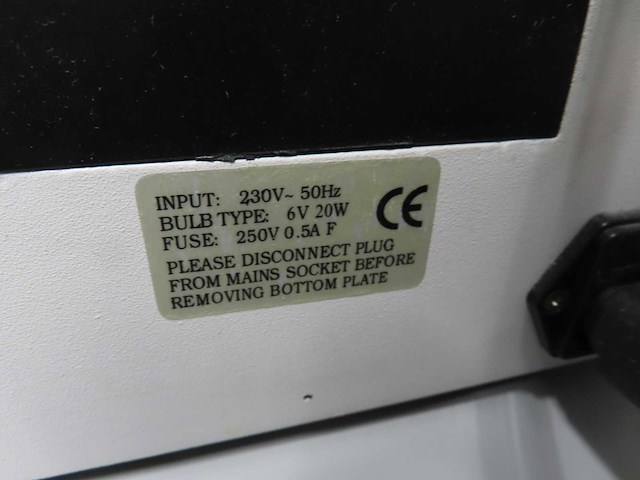 INPUT: 230V~ 50Hz
BULB TYPE: 6V 20W
FUSE: 250V 0.5A F
CE
PLEASE DISCONNECT PLUG
FROM MAINS SOCKET BEFORE
REMOVING BOTTOM PLATE